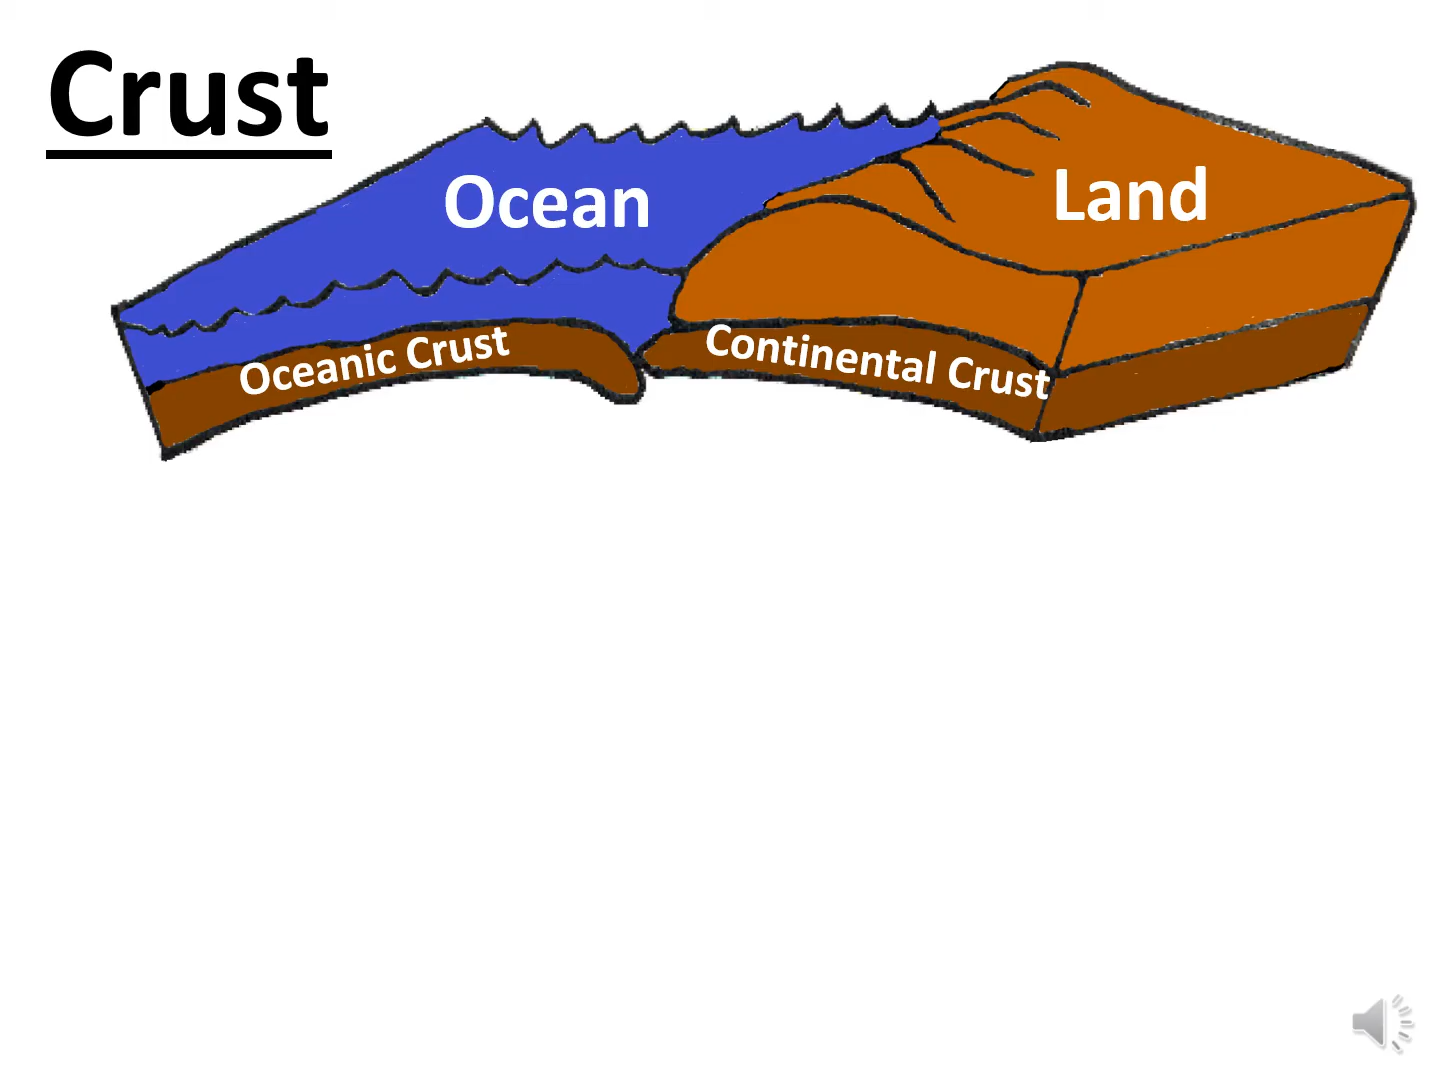 Crust
Ocean
Land
Oceanic Crust
Continental Crust